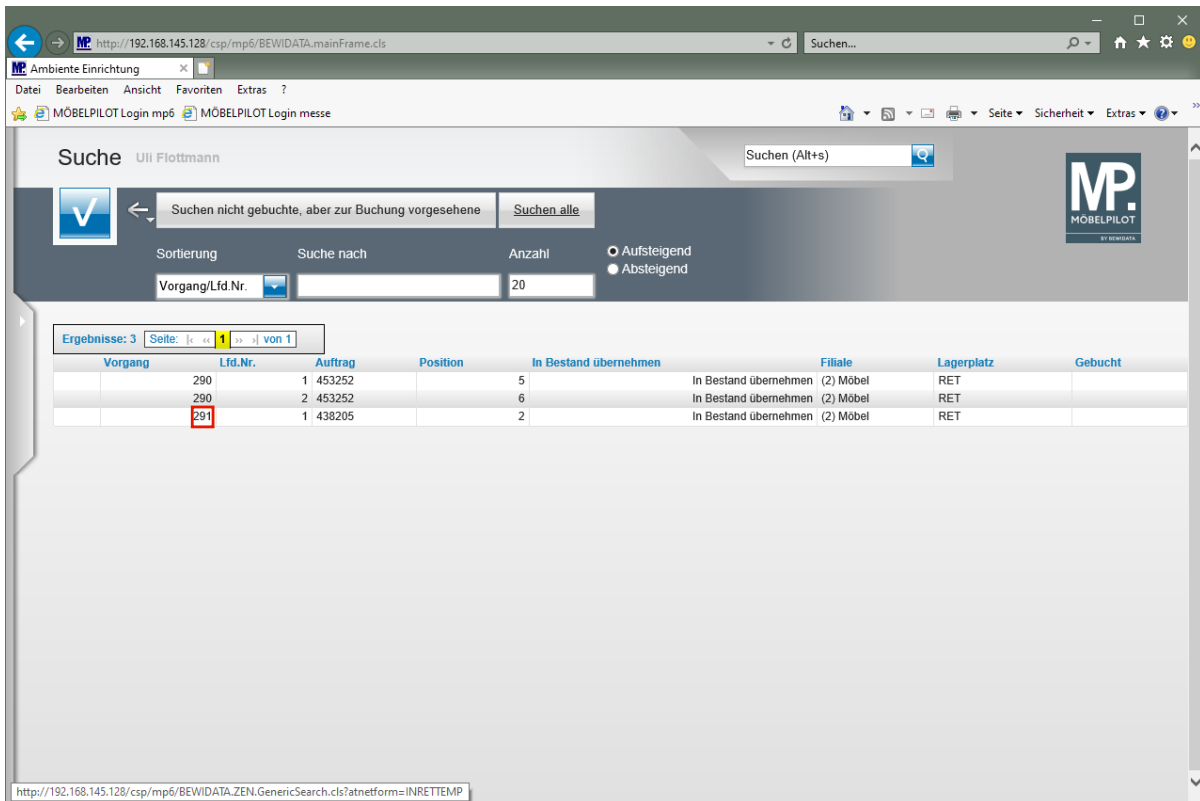 http://192.168.145.128/csp/mp6/BEWIDATA.mainFrame.cls
Suchen...
Ambiente Einrichtung
Datei Bearbeiten Ansicht Favoriten Extras ?
MÖBELPILOT Login mp6 MÖBELPILOT Login messe
Seite Sicherheit Extras
Suche Uli Flottmann
Suchen (Alt+s)
MP.
MÖBELPILOT
BY BEWIDATA
Suchen nicht gebuchte, aber zur Buchung vorgesehene Suchen alle
Sortierung Suche nach Anzahl Aufsteigend
Absteigend
Vorgang/Lfd.Nr. 20
Ergebnisse: 3 Seite: |‹ ‹‹ 1 ›› ›| von 1
Vorgang Lfd.Nr. Auftrag Position In Bestand übernehmen Filiale Lagerplatz Gebucht
290 1 453252 5 In Bestand übernehmen (2) Möbel RET
290 2 453252 6 In Bestand übernehmen (2) Möbel RET
291 1 438205 2 In Bestand übernehmen (2) Möbel RET
http://192.168.145.128/csp/mp6/BEWIDATA.ZEN.GenericSearch.cls?atnetform=INRETTEMP